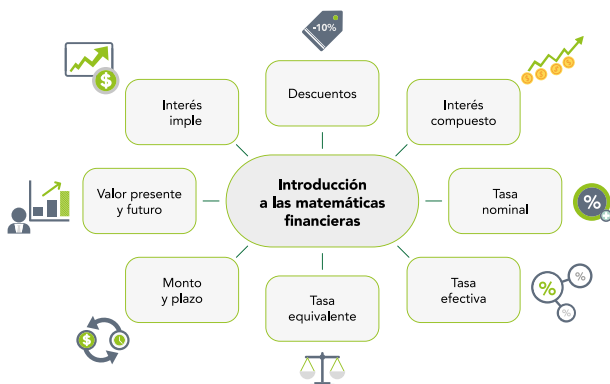 -10%
Descuentos
Interés
imple
Interés
compuesto
$
Valor presente
y futuro
Introducción
a las matemáticas
financieras
Tasa
nominal
%
Monto
y plazo
Tasa
equivalente
Tasa
efectiva
%
%
%
$